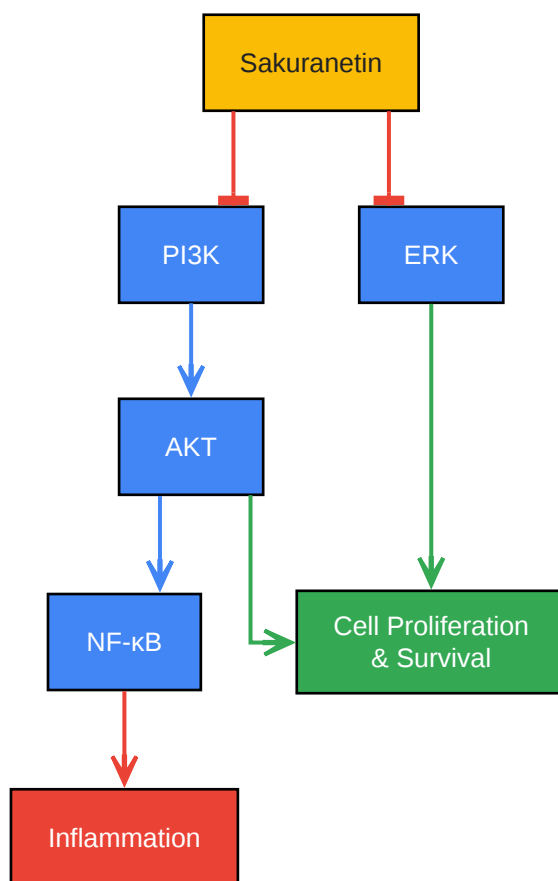 Sakuranetin
PI3K
ERK
AKT
NF-κB
Cell Proliferation
& Survival
Inflammation